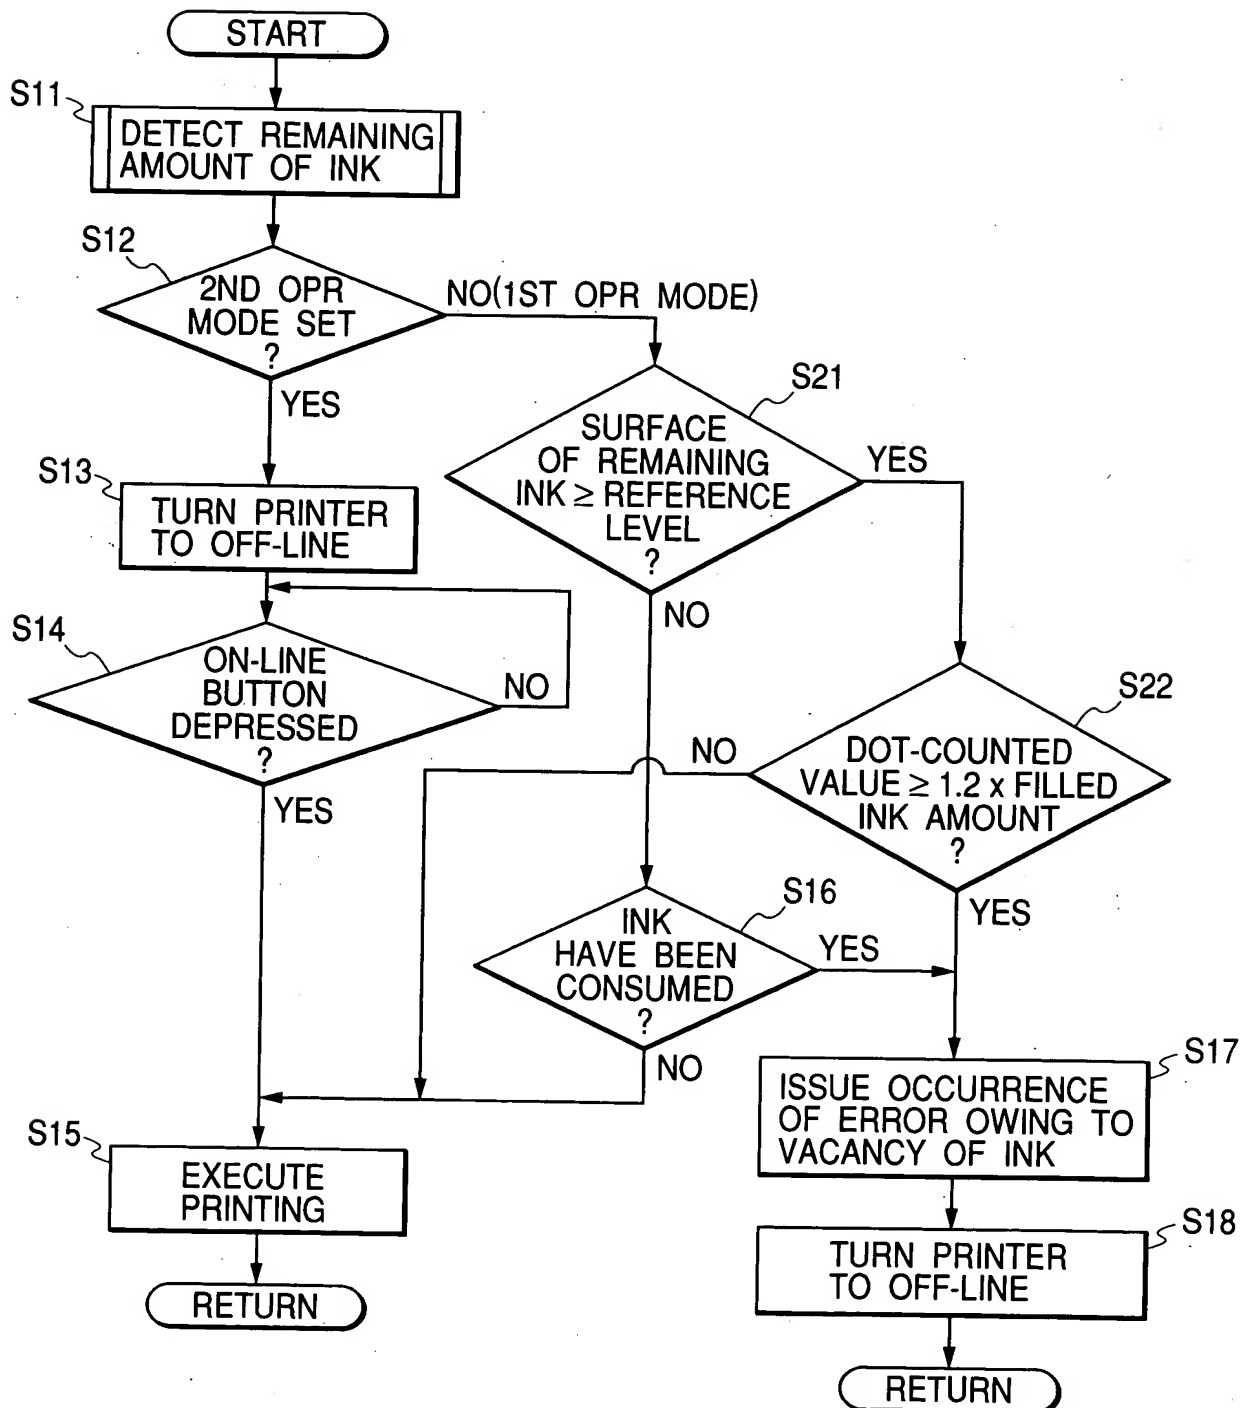 START
S11
DETECT REMAINING
AMOUNT OF INK
S12
2ND OPR
MODE SET
?
NO(1ST OPR MODE)
YES
S21
SURFACE
OF REMAINING
INK ≥ REFERENCE
LEVEL
?
YES
NO
S13
TURN PRINTER
TO OFF-LINE
S14
ON-LINE
BUTTON
DEPRESSED
?
NO
YES
S22
DOT-COUNTED
VALUE ≥ 1.2 x FILLED
INK AMOUNT
?
NO
YES
S16
INK
HAVE BEEN
CONSUMED
?
YES
NO
S17
ISSUE OCCURRENCE
OF ERROR OWING TO
VACANCY OF INK
S15
EXECUTE
PRINTING
S18
TURN PRINTER
TO OFF-LINE
RETURN
RETURN